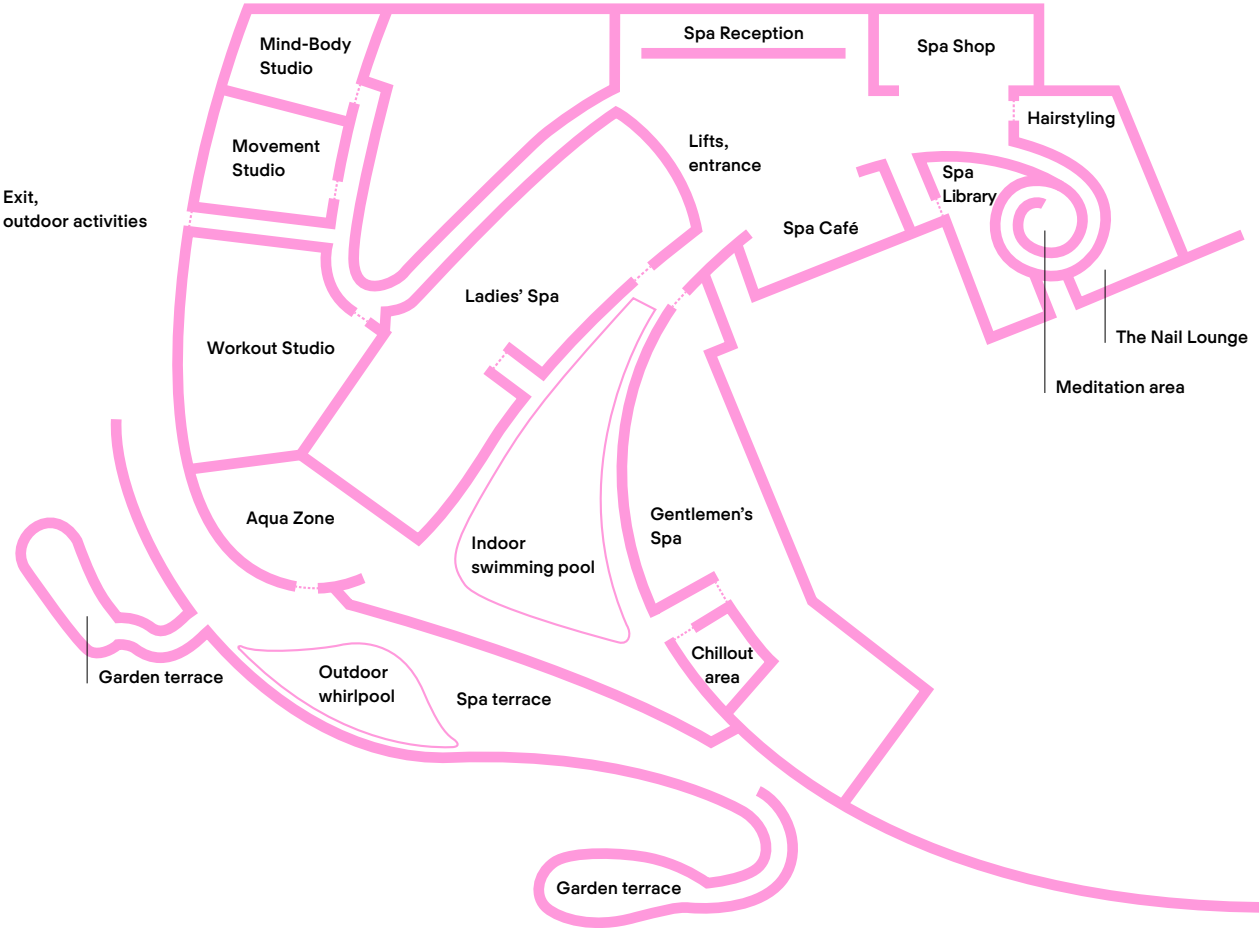 Mind-Body
Studio
Spa Reception
Spa Shop
Hairstyling
Movement
Studio
Lifts,
entrance
Exit,
outdoor activities
Spa
Library
Spa Café
Ladies’ Spa
Workout Studio
The Nail Lounge
Meditation area
Aqua Zone
Indoor
swimming pool
Gentlemen’s
Spa
Chillout
area
Garden terrace
Outdoor
whirlpool
Spa terrace
Garden terrace